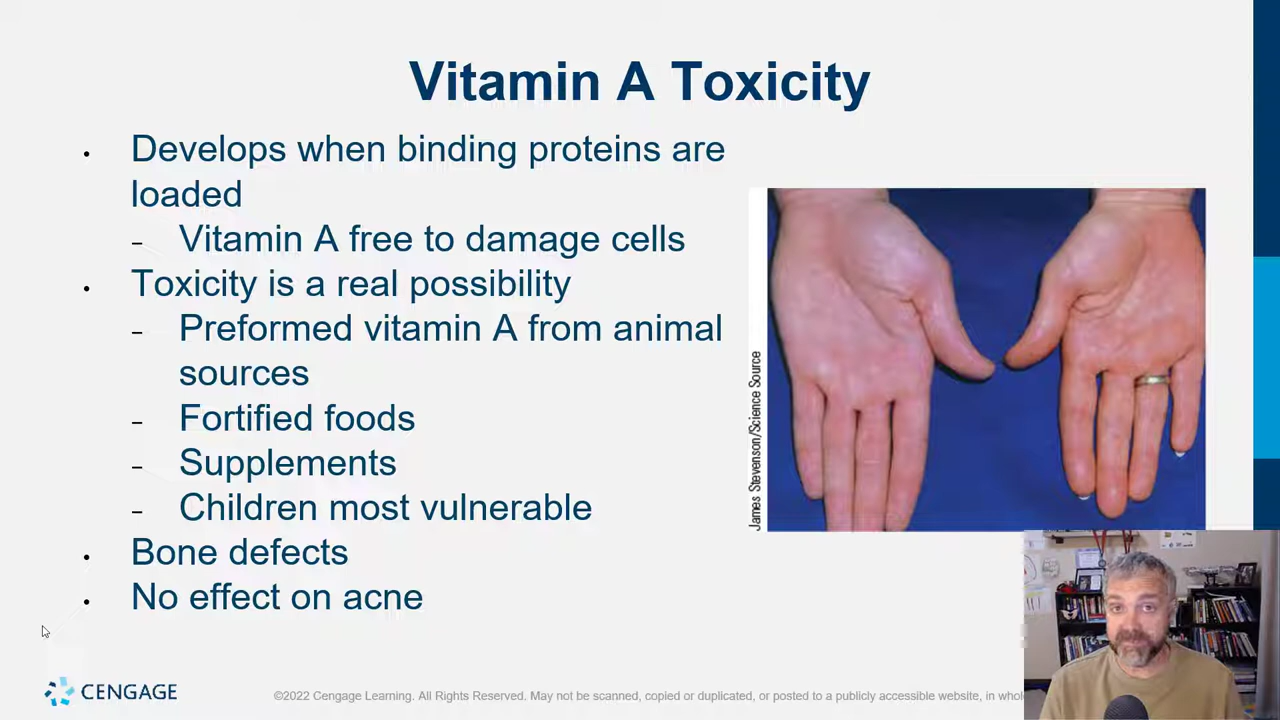 Vitamin A Toxicity
• Develops when binding proteins are
loaded
– Vitamin A free to damage cells
• Toxicity is a real possibility
– Preformed vitamin A from animal
sources
– Fortified foods
– Supplements
– Children most vulnerable
• Bone defects
• No effect on acne
James Stevenson/Science Source
CENGAGE
©2022 Cengage Learning. All Rights Reserved. May not be scanned, copied or duplicated, or posted to a publicly accessible website, in